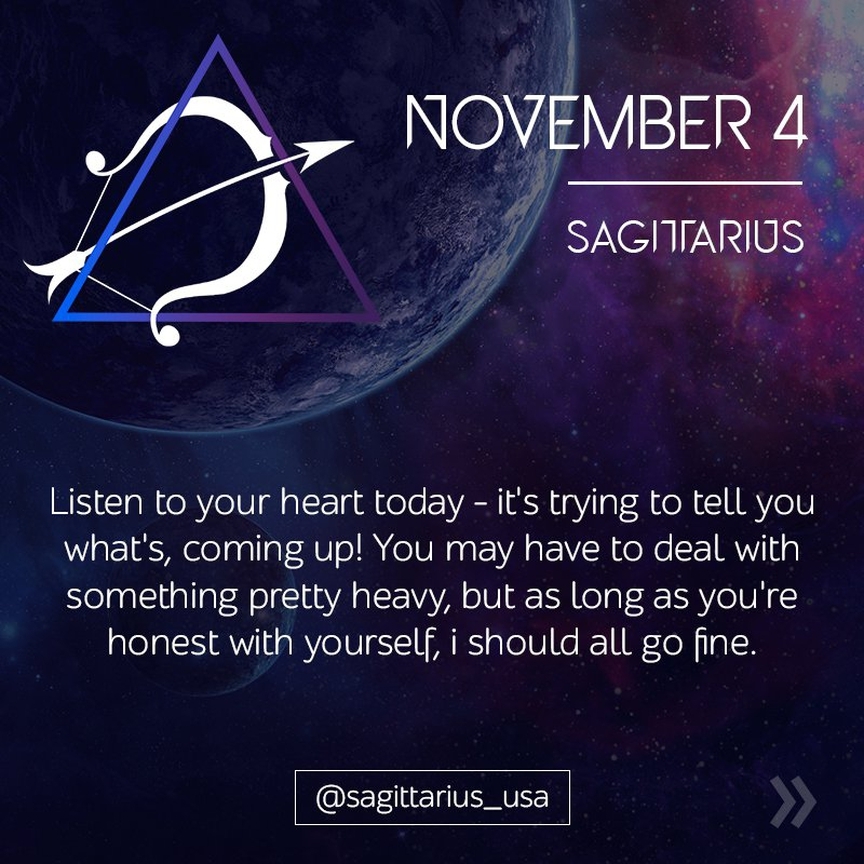 NOVEMBER 4
SAGITTARIUS
Listen to your heart today - it's trying to tell you
what's, coming up! You may have to deal with
something pretty heavy, but as long as you're
honest with yourself, i should all go fine.
@sagittarius_usa